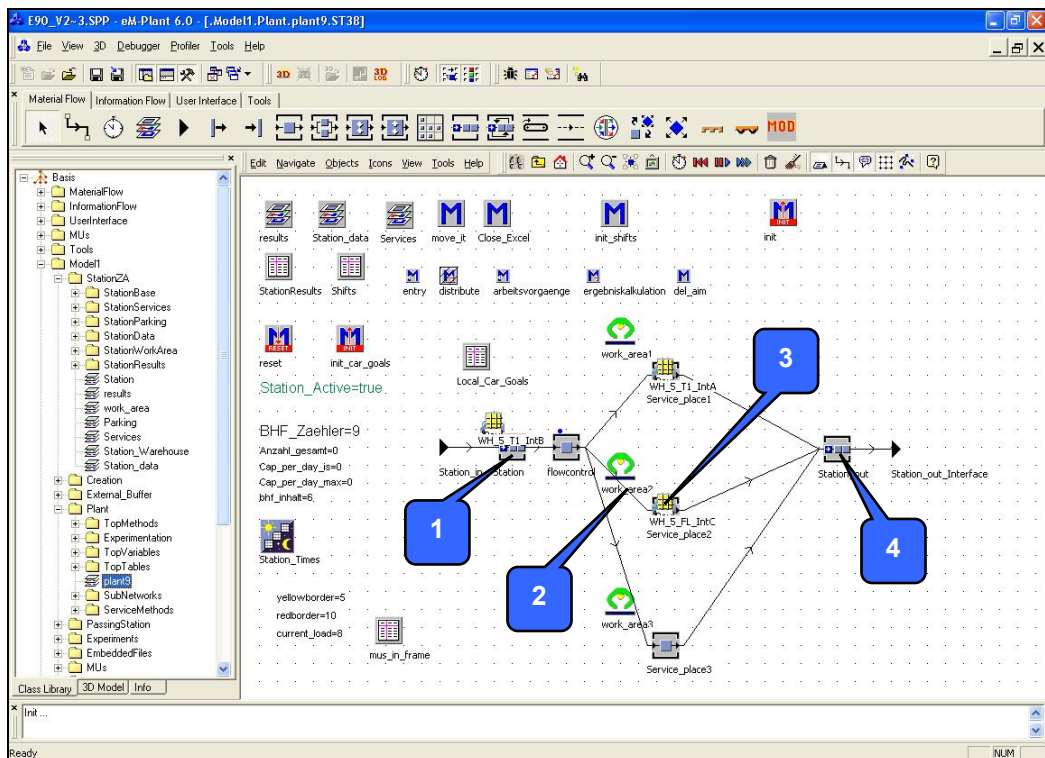 E90_V2~3.SPP - eM-Plant 6.0 - [.Model1.Plant.plant9.ST38]
File View 3D Debugger Profiler Tools Help
3D 3D LOG
Material Flow Information Flow User Interface Tools
MOD
Edit Navigate Objects Icons View Tools Help
Basis
MaterialFlow
InformationFlow
UserInterface
MUs
Tools
Model1
StationZA
StationBase
StationServices
StationParking
StationData
StationWorkArea
StationResults
Station
results
work_area
Parking
Services
Station_Warehouse
Station_data
Creation
External_Buffer
Plant
TopMethods
Experimentation
TopVariables
TopTables
plant9
SubNetworks
ServiceMethods
PassingStation
Experiments
EmbeddedFiles
MUs
Class Library 3D Model Info
M M M M INIT
results Station_data Services move_it Close_Excel init_shifts init
M M M M M
StationResults Shifts entry distribute arbeitsvorgaenge ergebniskalkulation del_aim
M RESET M INIT
reset init_car_goals
work_area1
Local_Car_Goals
Station_Active=true
WH_5_T1_IntA
Service_place1
3
BHF_Zaehler=9
Anzahl_gesamt=0
Cap_per_day_is=0
Cap_per_day_max=0
bhf_inhalt=6
WH_5_T1_IntB
Station_in Station flowcontrol
Station_out Station_out_Interface
work_area2
WH_5_FL_IntC
Service_place2
1
2
4
Station_Times
yellowborder=5
redborder=10
current_load=8
mus_in_frame
work_area3
Service_place3
Init ...
Ready NUM